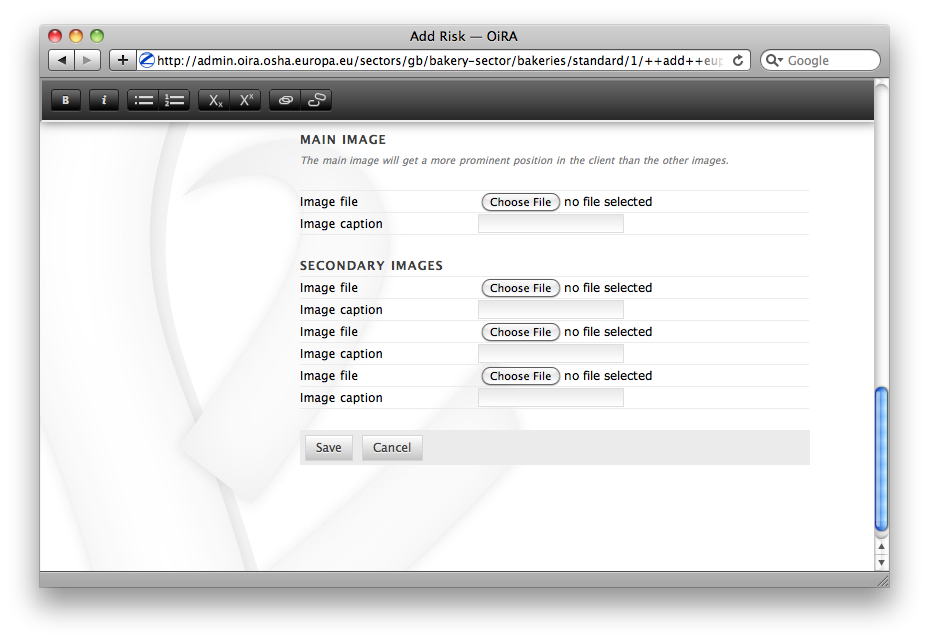 Add Risk — OiRA
http://admin.oira.osha.europa.eu/sectors/gb/bakery-sector/bakeries/standard/1/++add++eup
Google
B i X x X x
MAIN IMAGE
The main image will get a more prominent position in the client than the other images.
Image file Choose File no file selected
Image caption
SECONDARY IMAGES
Image file Choose File no file selected
Image caption
Image file Choose File no file selected
Image caption
Image file Choose File no file selected
Image caption
Save Cancel